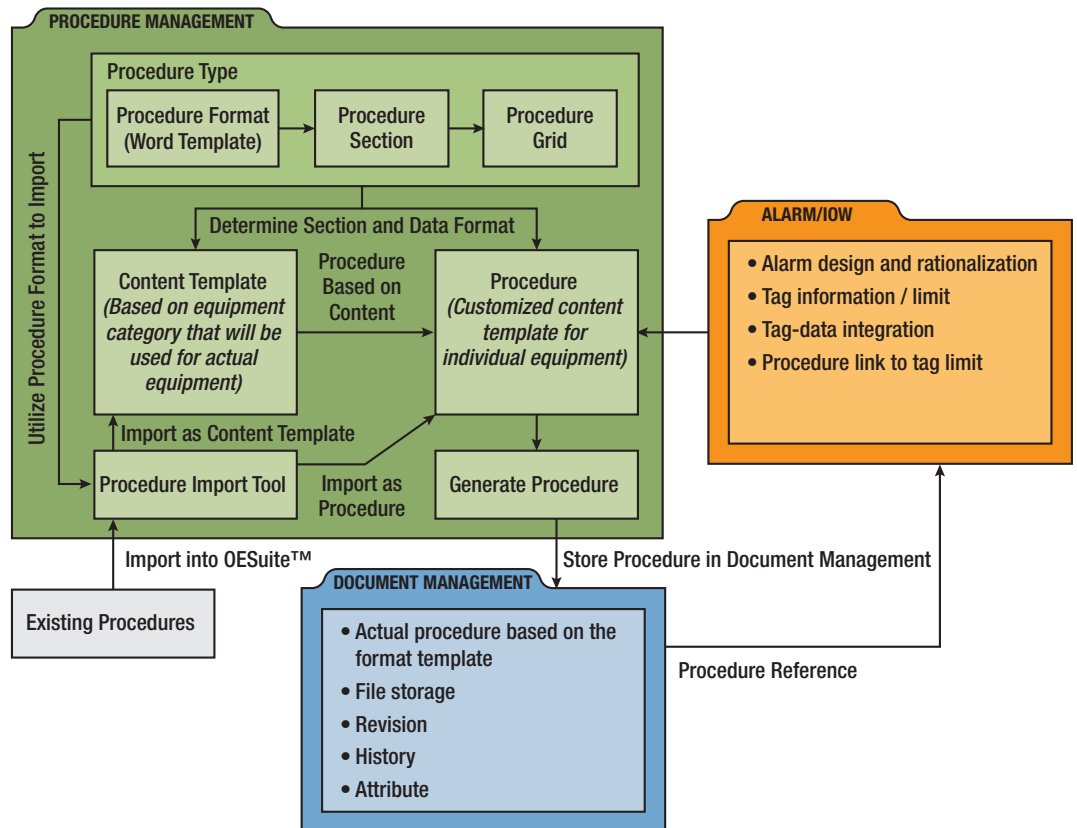 PROCEDURE MANAGEMENT
Procedure Type
Procedure Format
(Word Template)
Procedure
Section
Procedure
Grid
Utilize Procedure Format to Import
Determine Section and Data Format
Content Template
(Based on equipment
category that will be
used for actual
equipment)
Procedure
Based on
Content
Procedure
(Customized content
template for
individual equipment)
Import as Content Template
Procedure Import Tool
Import as
Procedure
Generate Procedure
ALARM/IOW
• Alarm design and rationalization
• Tag information / limit
• Tag-data integration
• Procedure link to tag limit
Import into OESuite™
Existing Procedures
Store Procedure in Document Management
DOCUMENT MANAGEMENT
• Actual procedure based on the
format template
• File storage
• Revision
• History
• Attribute
Procedure Reference